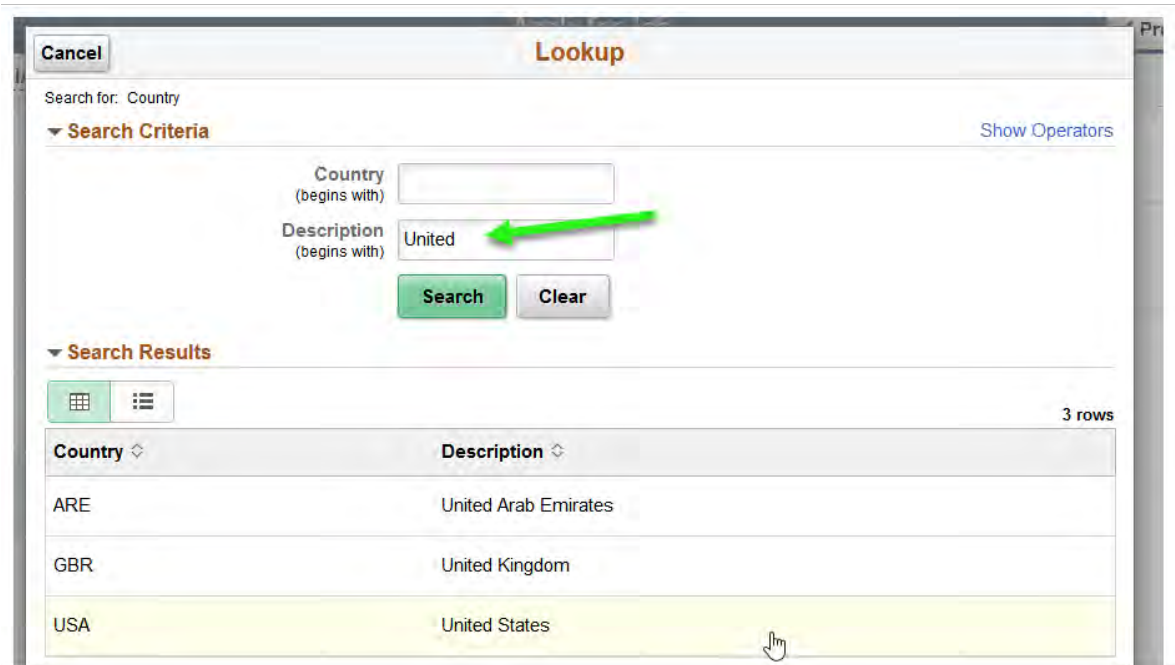 Cancel
Lookup
Search for: Country
Search Criteria
Show Operators
Country
(begins with)
Description
(begins with)
United
Search
Clear
Search Results
3 rows
Country
Description
ARE
United Arab Emirates
GBR
United Kingdom
USA
United States